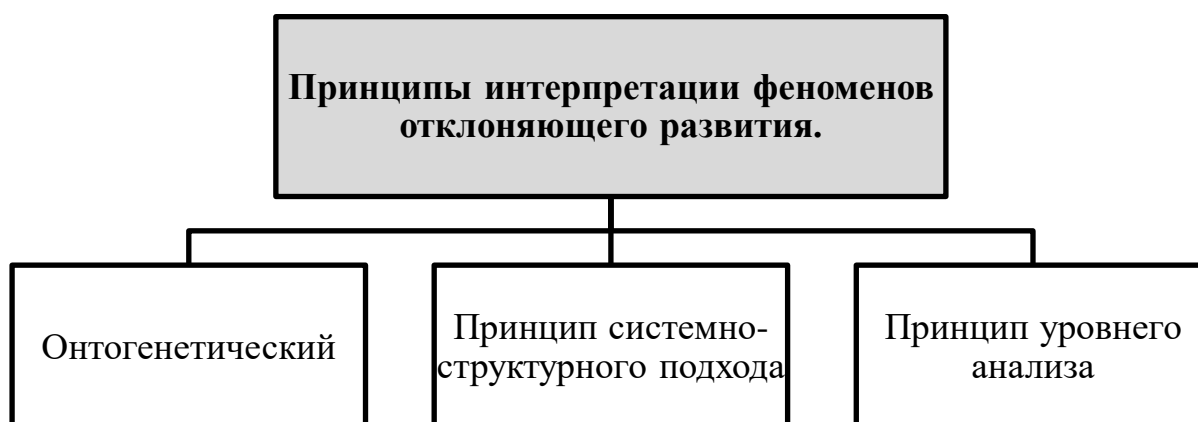 Принципы интерпретации феноменов
отклоняющего развития.
Онтогенетический
Принцип системно-
структурного подхода
Принцип уровнего
анализа